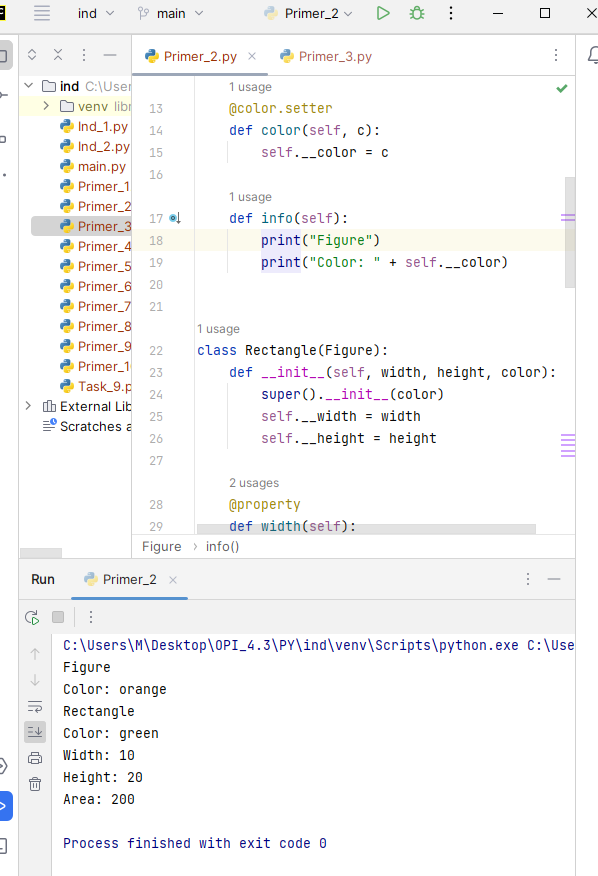 ind
main
Primer_2
Primer_2.py
Primer_3.py
ind C:\User
venv libr
Ind_1.py
Ind_2.py
main.py
Primer_1
Primer_2
Primer_3
Primer_4
Primer_5
Primer_6
Primer_7
Primer_8
Primer_9
Primer_10
Task_9.p
External Lib
Scratches a
1 usage
13 @color.setter
14 def color(self, c):
15 self.__color = c
16
1 usage
17 def info(self):
18 print("Figure")
19 print("Color: " + self.__color)
20
21
1 usage
22 class Rectangle(Figure):
23 def __init__(self, width, height, color):
24 super().__init__(color)
25 self.__width = width
26 self.__height = height
27
2 usages
28 @property
29 def width(self):
Figure › info()
Run Primer_2
C:\Users\M\Desktop\OPI_4.3\PY\ind\venv\Scripts\python.exe C:\Use
Figure
Color: orange
Rectangle
Color: green
Width: 10
Height: 20
Area: 200
Process finished with exit code 0